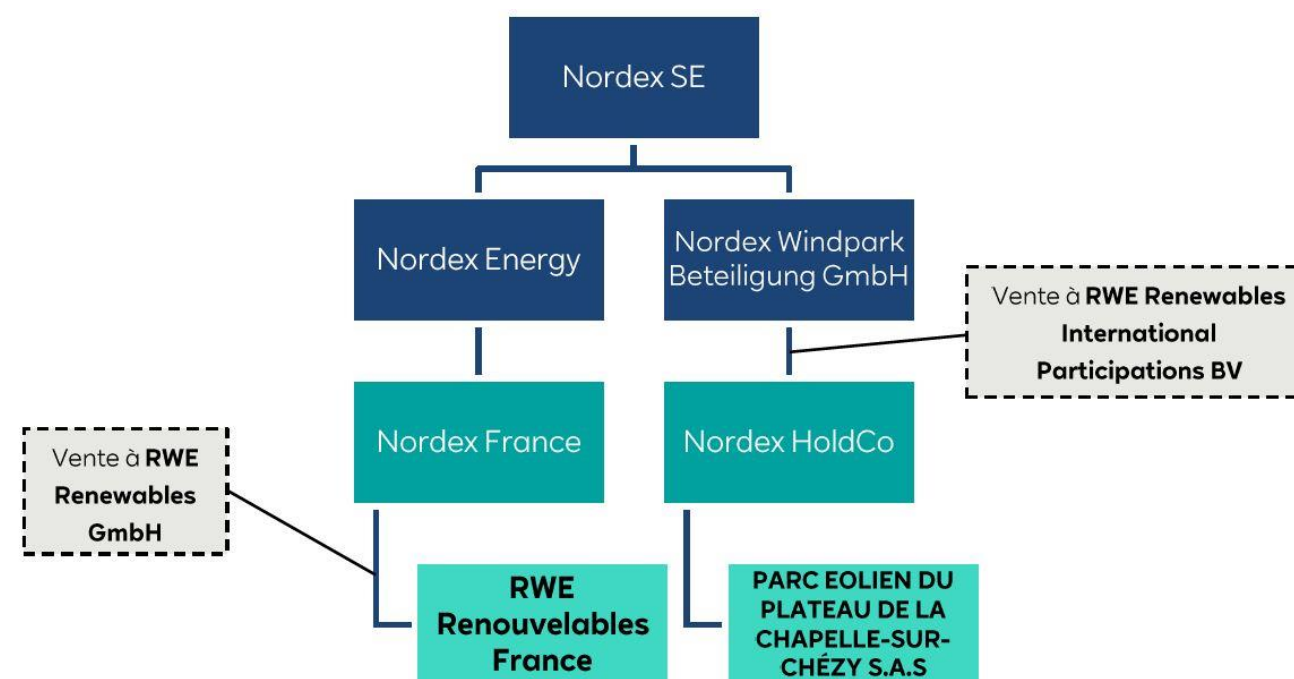 Nordex SE
Nordex Energy
Nordex Windpark
Beteiligung GmbH
Vente à RWE Renewables
International
Participations BV
Nordex France
Nordex HoldCo
Vente à RWE
Renewables
GmbH
RWE
Renouvelables
France
PARC EOLIEN DU
PLATEAU DE LA
CHAPELLE-SUR-
CHÉZY S.A.S